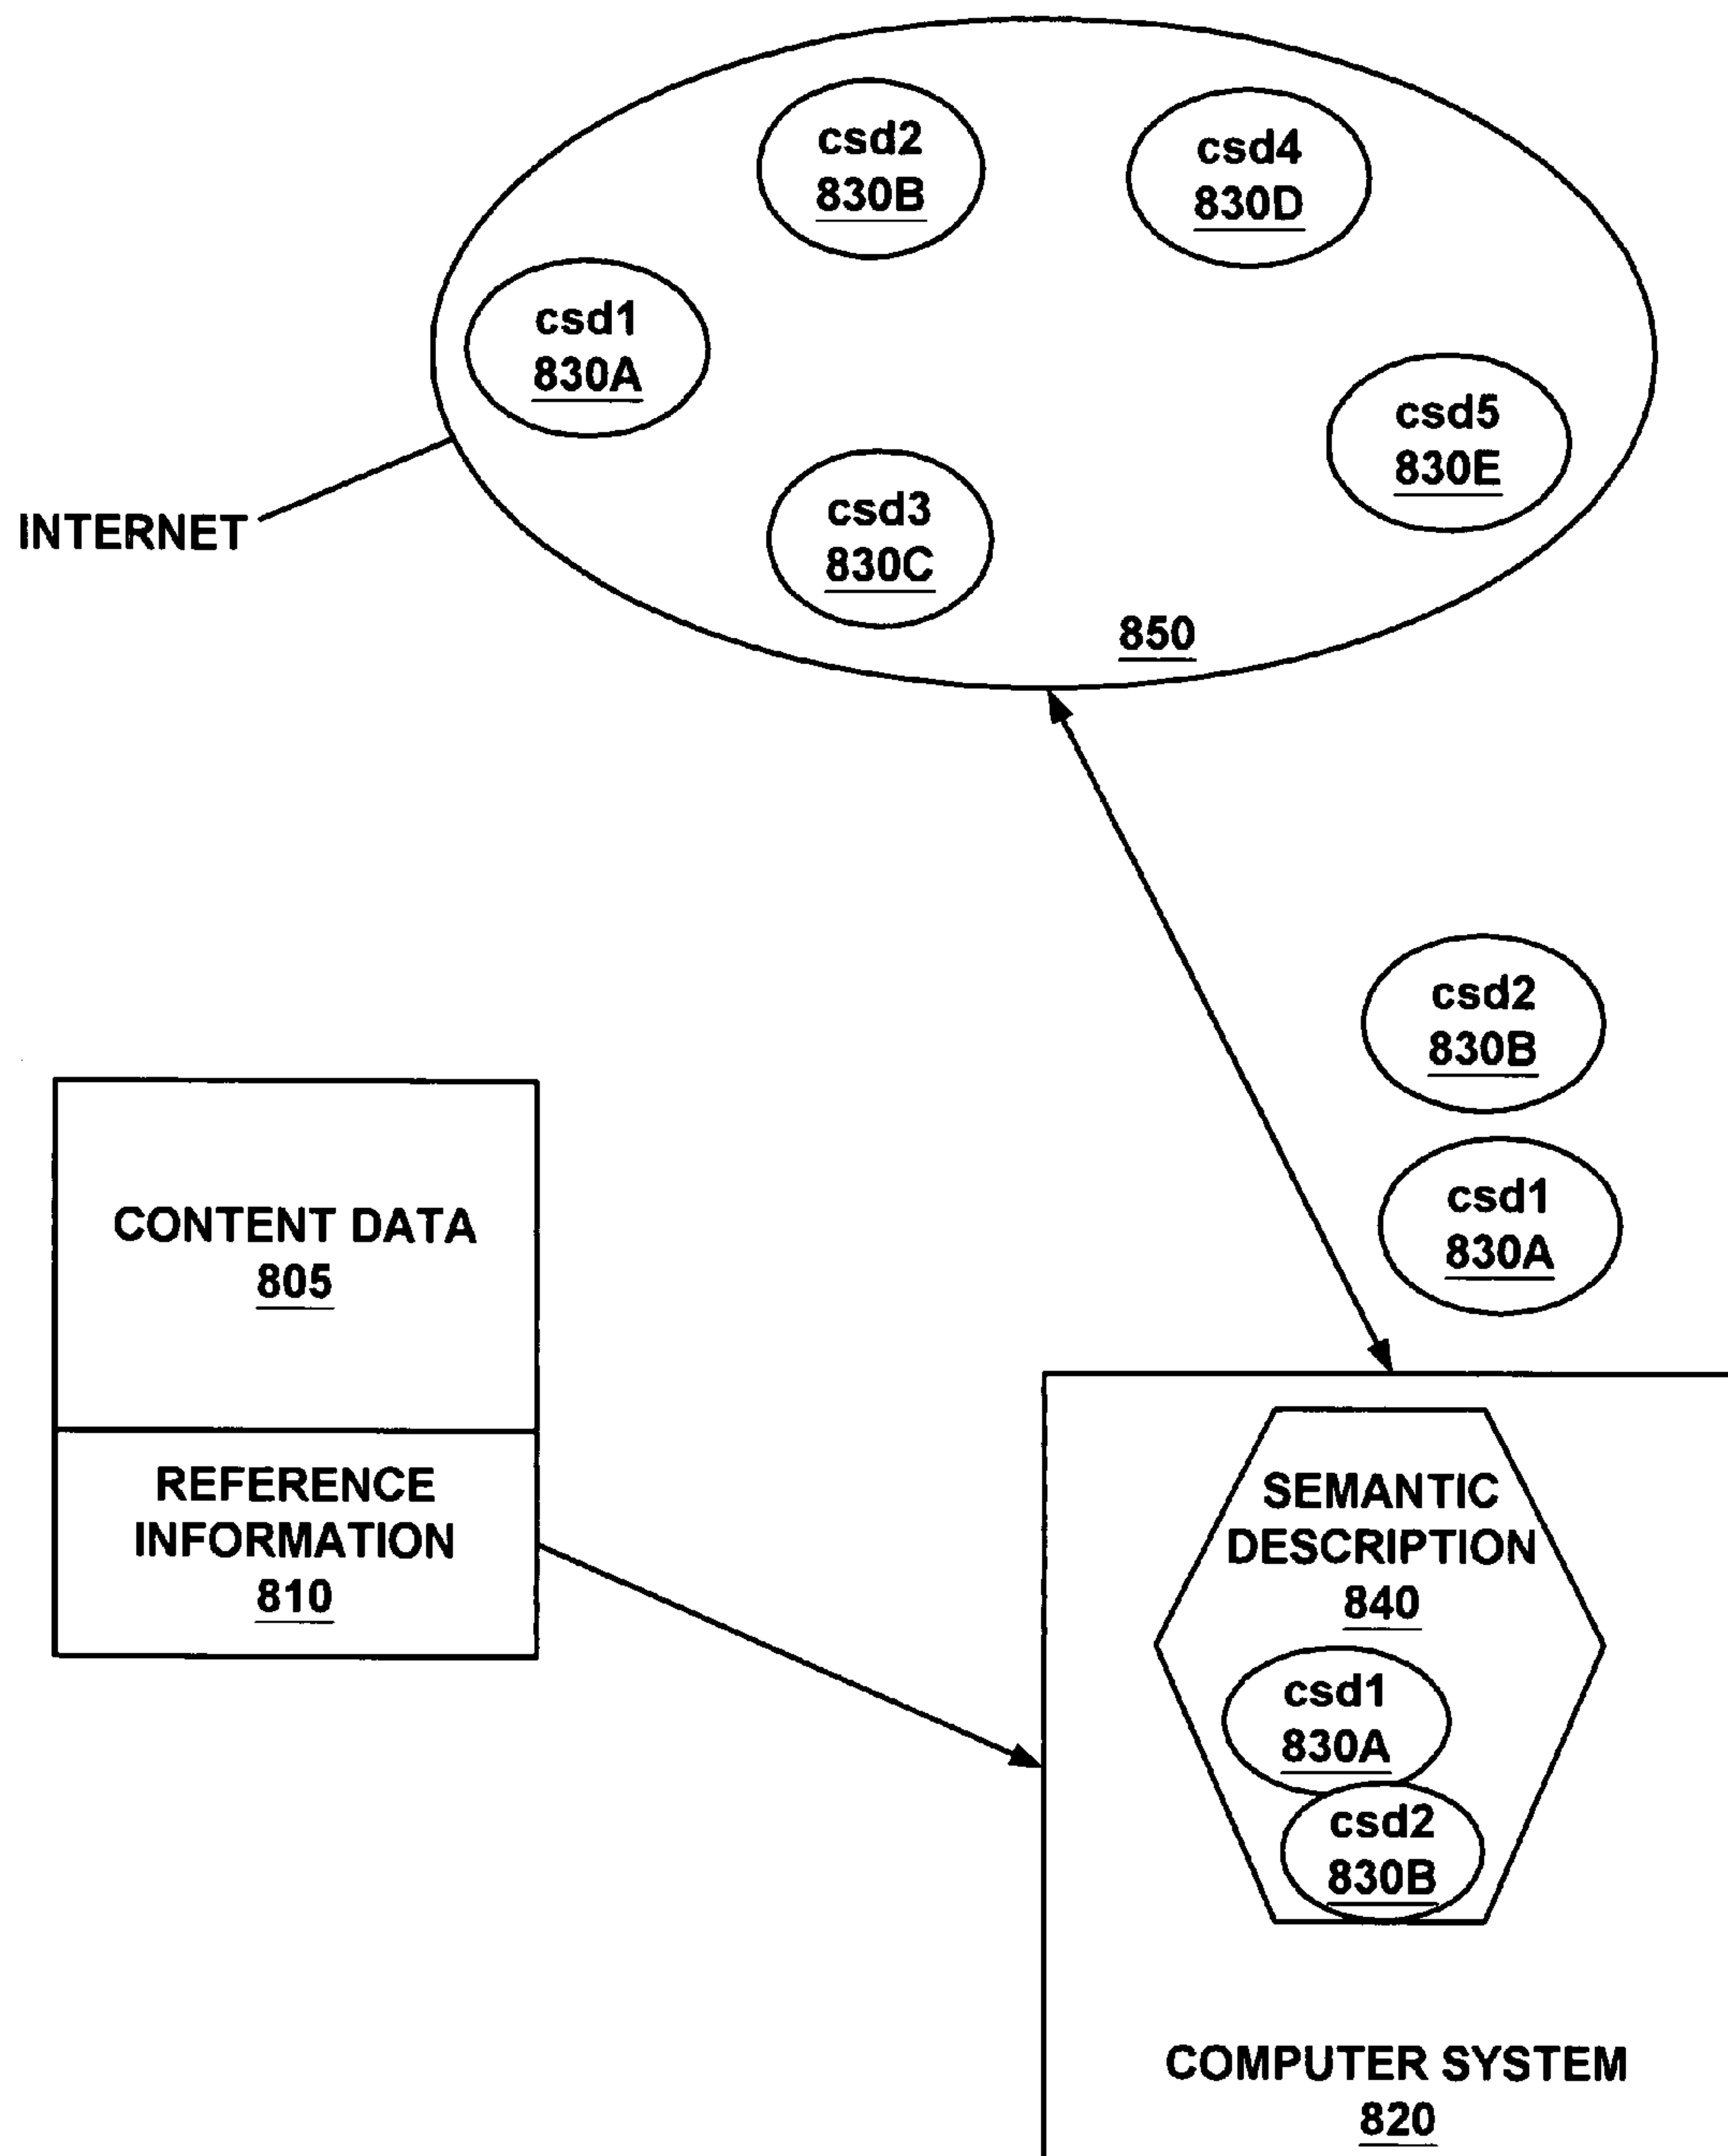 csd2
830B
csd4
830D
csd1
830A
csd5
830E
INTERNET
csd3
830C
850
csd2
830B
csd1
830A
CONTENT DATA
805
REFERENCE
INFORMATION
810
SEMANTIC
DESCRIPTION
840
csd1
830A
csd2
830B
COMPUTER SYSTEM
820